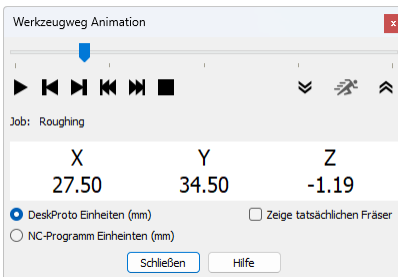 Werkzeugweg Animation
Job: Roughing
X Y Z
27.50 34.50 -1.19
DeskProto Einheiten (mm) Zeige tatsächlichen Fräser
NC-Programm Einheinten (mm)
Schließen Hilfe